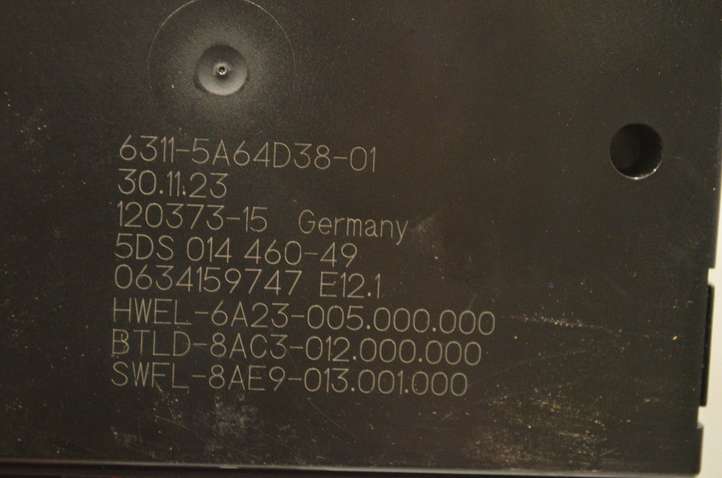 6311-5A64D38-01
30.11.23
120373-15 Germany
5DS 014 460-49
0634159747 E12.1
HWEL-6A23-005.000.000
BTLD-8AC3-012.000.000
SWFL-8AE9-013.001.000